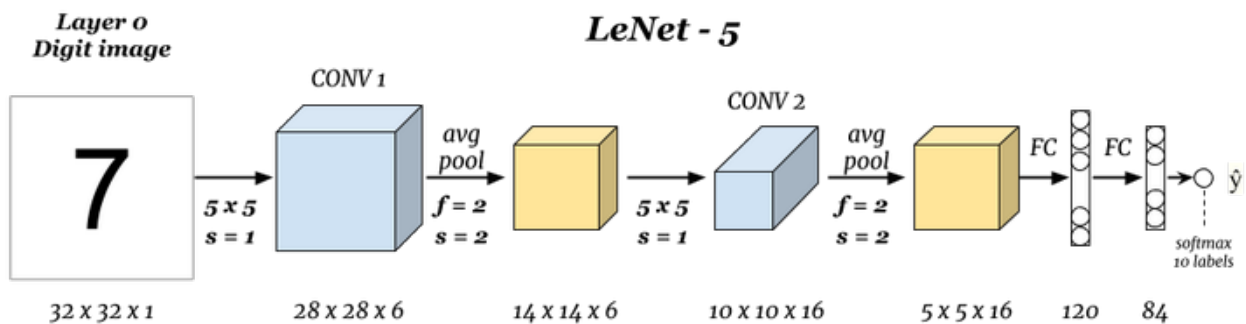 Layer 0
Digit image
LeNet - 5
CONV 1
CONV 2
7
avg
pool
avg
pool
FC
FC
ŷ
5 x 5
s = 1
f = 2
s = 2
5 x 5
s = 1
f = 2
s = 2
softmax
10 labels
32 x 32 x 1
28 x 28 x 6
14 x 14 x 6
10 x 10 x 16
5 x 5 x 16
120
84